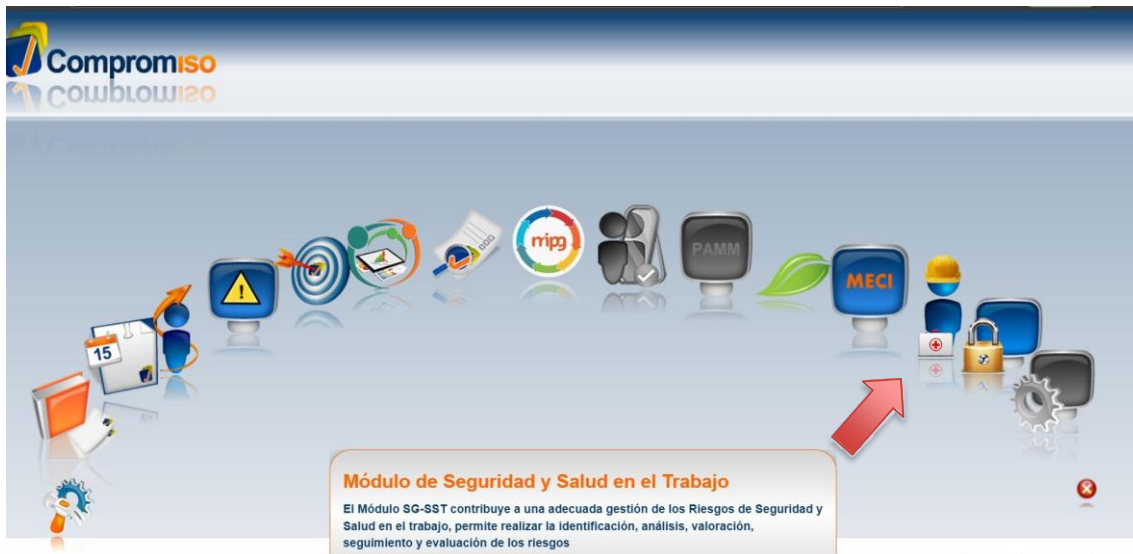 Compromiso
15
mipg
PAMM
MECI
Módulo de Seguridad y Salud en el Trabajo
El Módulo SG-SST contribuye a una adecuada gestión de los Riesgos de Seguridad y
Salud en el trabajo, permite realizar la identificación, análisis, valoración,
seguimiento y evaluación de los riesgos